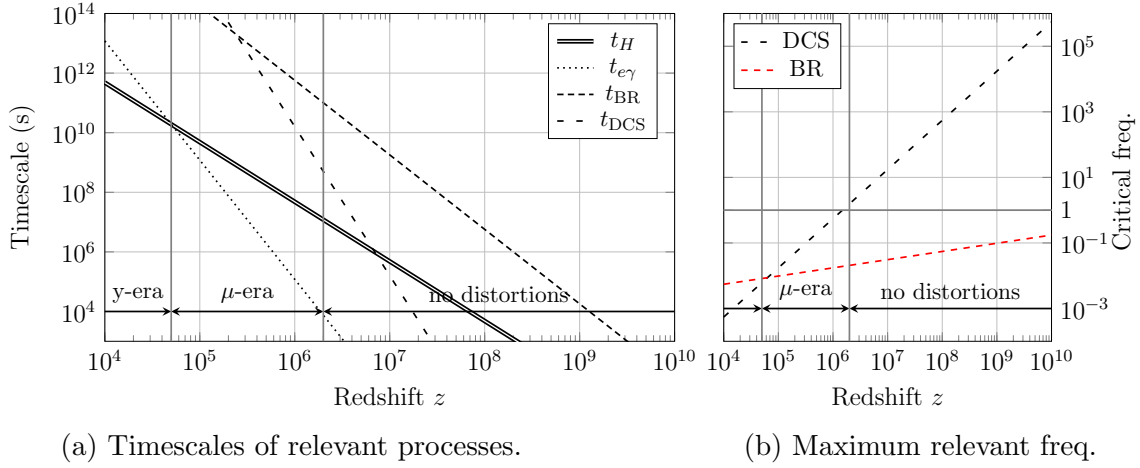 10^14
10^12
10^10
10^8
10^6
10^4
Timescale (s)
t_H
t_{eγ}
t_BR
t_DCS
y-era
μ-era
no distortions
10^4 10^5 10^6 10^7 10^8 10^9 10^10
Redshift z
(a) Timescales of relevant processes.
DCS
BR
10^5
10^3
10^1
1
10^−1
10^−3
Critical freq.
μ-era
no distortions
10^4 10^5 10^6 10^7 10^8 10^9 10^10
Redshift z
(b) Maximum relevant freq.